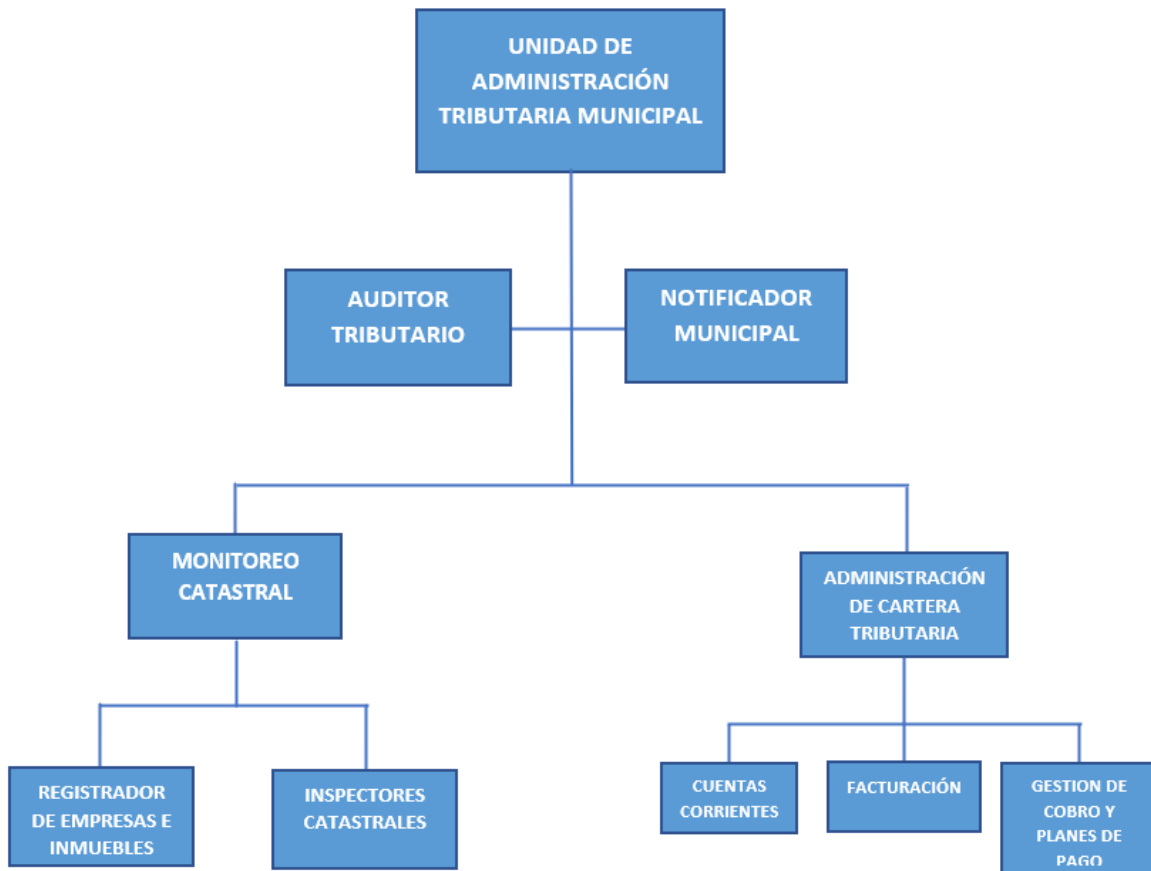 UNIDAD DE
ADMINISTRACIÓN
TRIBUTARIA MUNICIPAL
AUDITOR
TRIBUTARIO
NOTIFICADOR
MUNICIPAL
MONITOREO
CATASTRAL
ADMINISTRACIÓN
DE CARTERA
TRIBUTARIA
REGISTRADOR
DE EMPRESAS E
INMUEBLES
INSPECTORES
CATASTRALES
CUENTAS
CORRIENTES
FACTURACIÓN
GESTION DE
COBRO Y
PLANES DE
PAGO